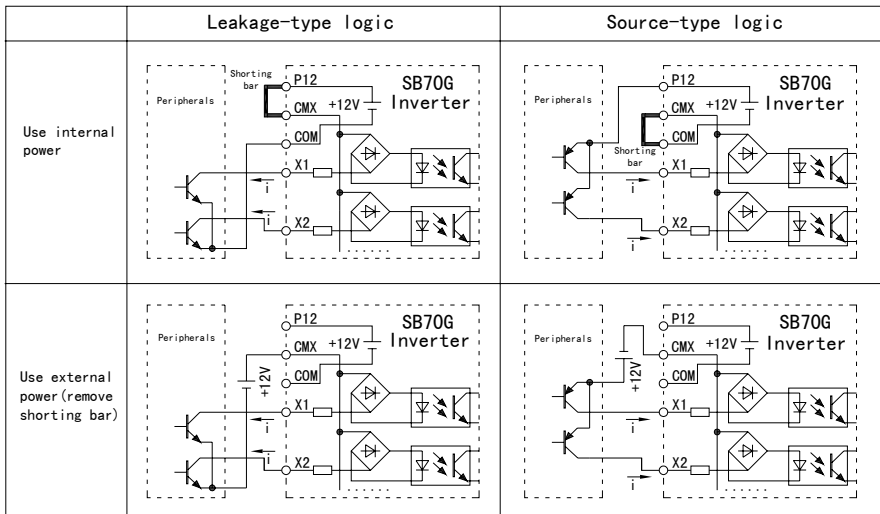 Leakage-type logic
Source-type logic
Use internal
power
Peripherals
Shorting
bar
P12
CMX
COM
X1
X2
+12V
SB70G
Inverter
i
i
......
Peripherals
P12
CMX
COM
Shorting
bar
X1
X2
+12V
SB70G
Inverter
i
i
......
Use external
power(remove
shorting bar)
Peripherals
P12
CMX
COM
X1
X2
+12V
+12V
SB70G
Inverter
i
i
......
Peripherals
P12
CMX
COM
X1
X2
+12V
+12V
SB70G
Inverter
i
i
......